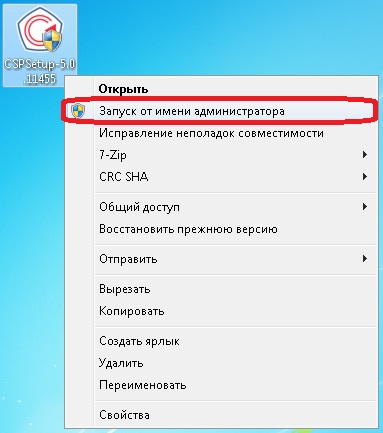 CSPSetup-5.0
.11455
Открыть
Запуск от имени администратора
Исправление неполадок совместимости
7-Zip
CRC SHA
Общий доступ
Восстановить прежнюю версию
Отправить
Вырезать
Копировать
Создать ярлык
Удалить
Переименовать
Свойства